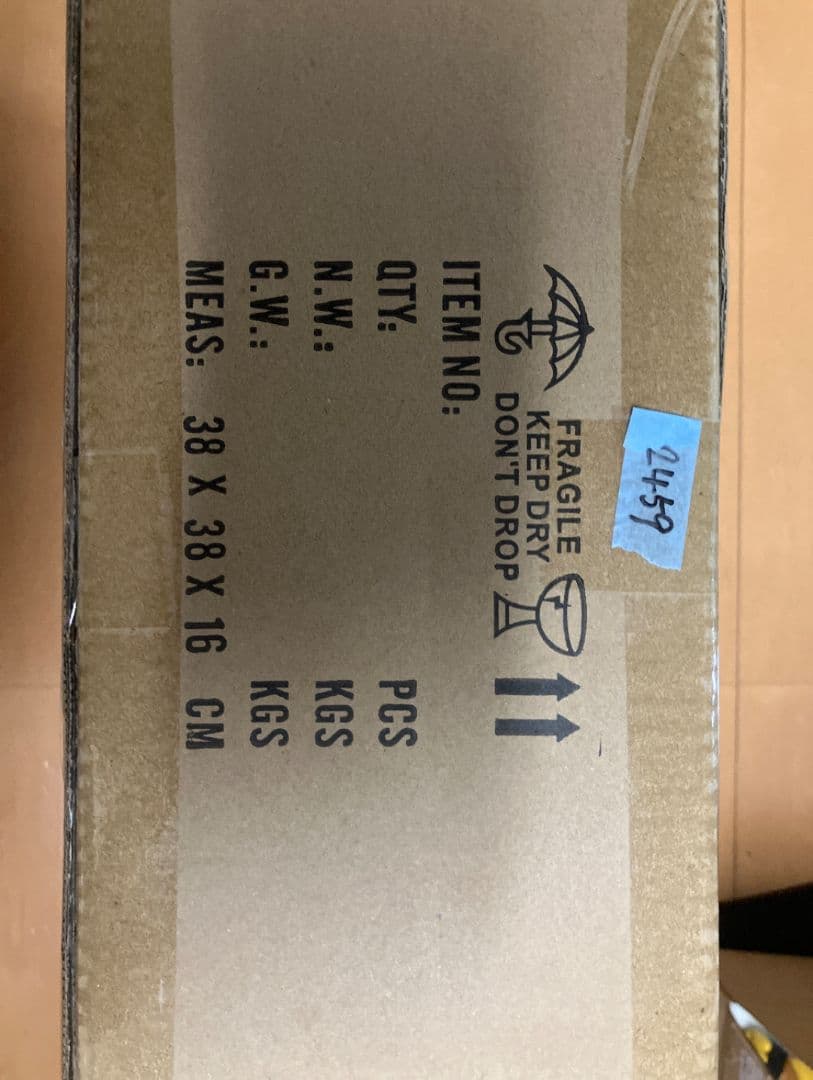 2459
FRAGILE
KEEP DRY
DON'T DROP
ITEM NO:
QTY: PCS
N.W.: KGS
G.W.: KGS
MEAS: 38 X 38 X 16 CM